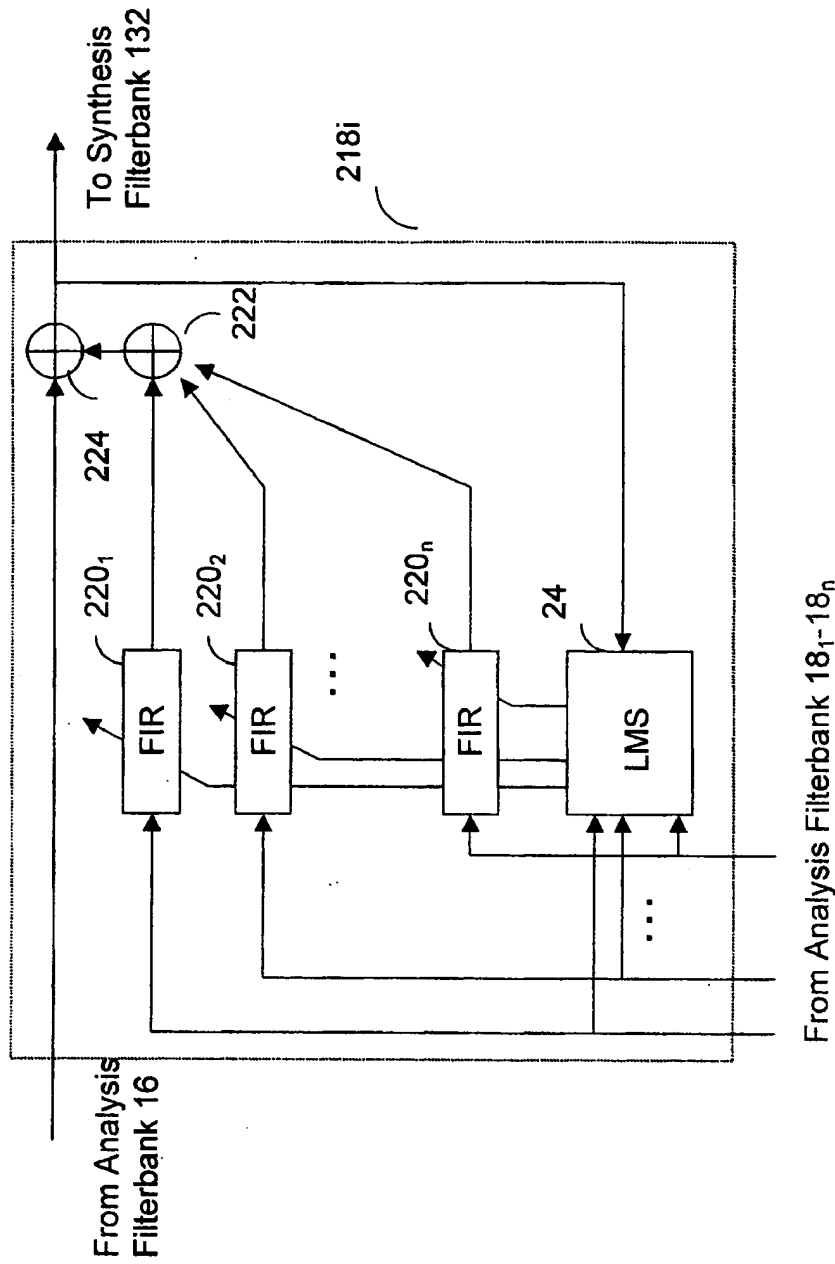 To Synthesis
Filterbank 132
218i
222
224
220₁
220₂
220ₙ
24
FIR
FIR
...
FIR
LMS
...
From Analysis
Filterbank 16
From Analysis Filterbank 18₁-18ₙ